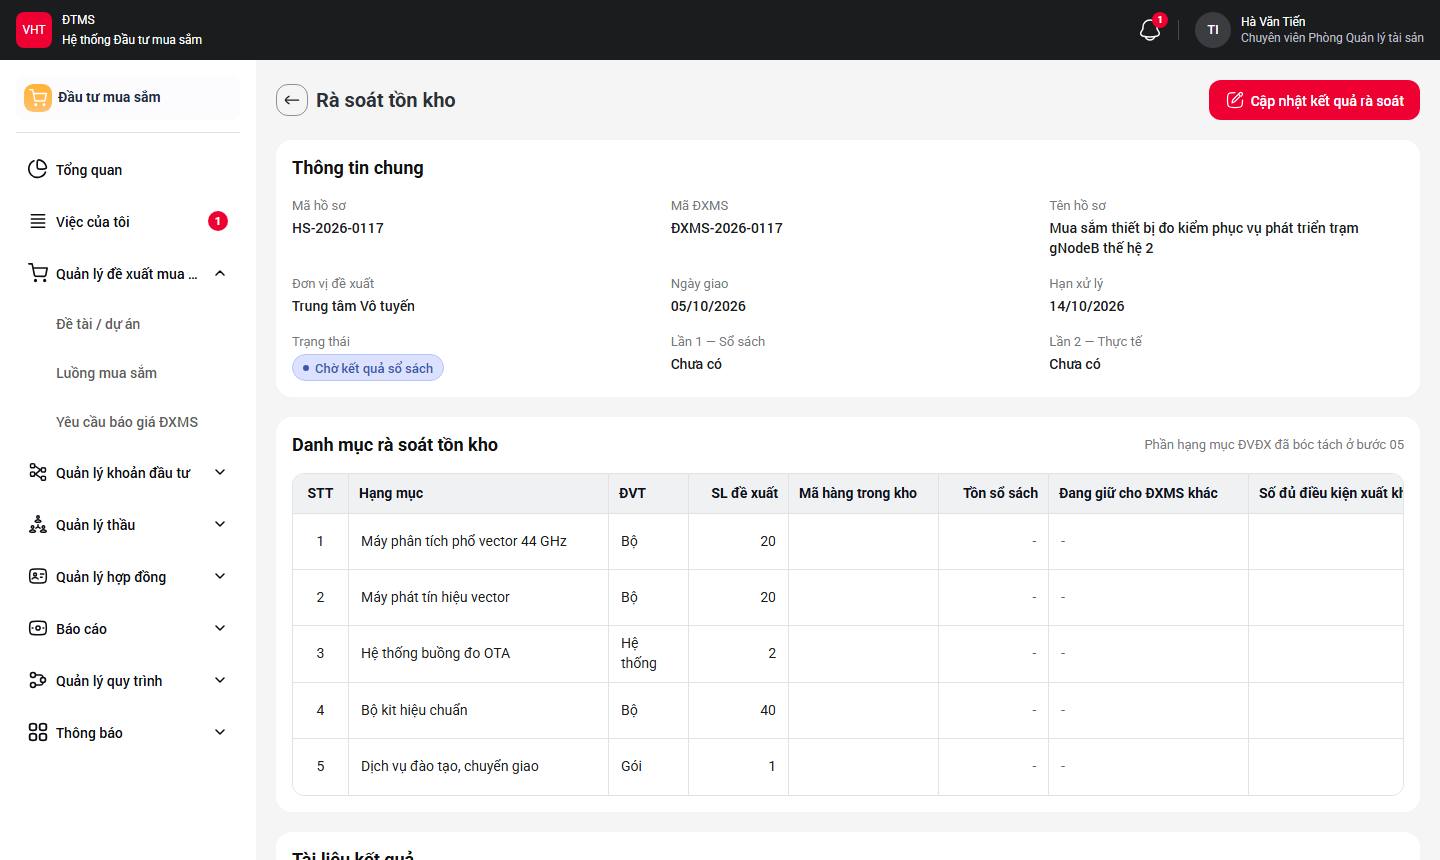 VHT
ĐTMS
Hệ thống Đầu tư mua sắm
1
TI
Hà Văn Tiến
Chuyên viên Phòng Quản lý tài sản
Đầu tư mua sắm
Tổng quan
Việc của tôi
1
Quản lý đề xuất mua ...
Đề tài / dự án
Luồng mua sắm
Yêu cầu báo giá ĐXMS
Quản lý khoản đầu tư
Quản lý thầu
Quản lý hợp đồng
Báo cáo
Quản lý quy trình
Thông báo
Rà soát tồn kho
Cập nhật kết quả rà soát
Thông tin chung
Mã hồ sơ
HS-2026-0117
Mã ĐXMS
ĐXMS-2026-0117
Tên hồ sơ
Mua sắm thiết bị đo kiểm phục vụ phát triển trạm
gNodeB thế hệ 2
Đơn vị đề xuất
Trung tâm Vô tuyến
Ngày giao
05/10/2026
Hạn xử lý
14/10/2026
Trạng thái
Chờ kết quả sổ sách
Lần 1 — Sổ sách
Chưa có
Lần 2 — Thực tế
Chưa có
Danh mục rà soát tồn kho
Phần hạng mục ĐVĐX đã bóc tách ở bước 05
STT Hạng mục ĐVT SL đề xuất Mã hàng trong kho Tồn sổ sách Đang giữ cho ĐXMS khác Số đủ điều kiện xuất
1 Máy phân tích phổ vector 44 GHz Bộ 20 - -
2 Máy phát tín hiệu vector Bộ 20 - -
3 Hệ thống buồng đo OTA Hệ thống 2 - -
4 Bộ kit hiệu chuẩn Bộ 40 - -
5 Dịch vụ đào tạo, chuyển giao Gói 1 - -
Tài liệu kết quả